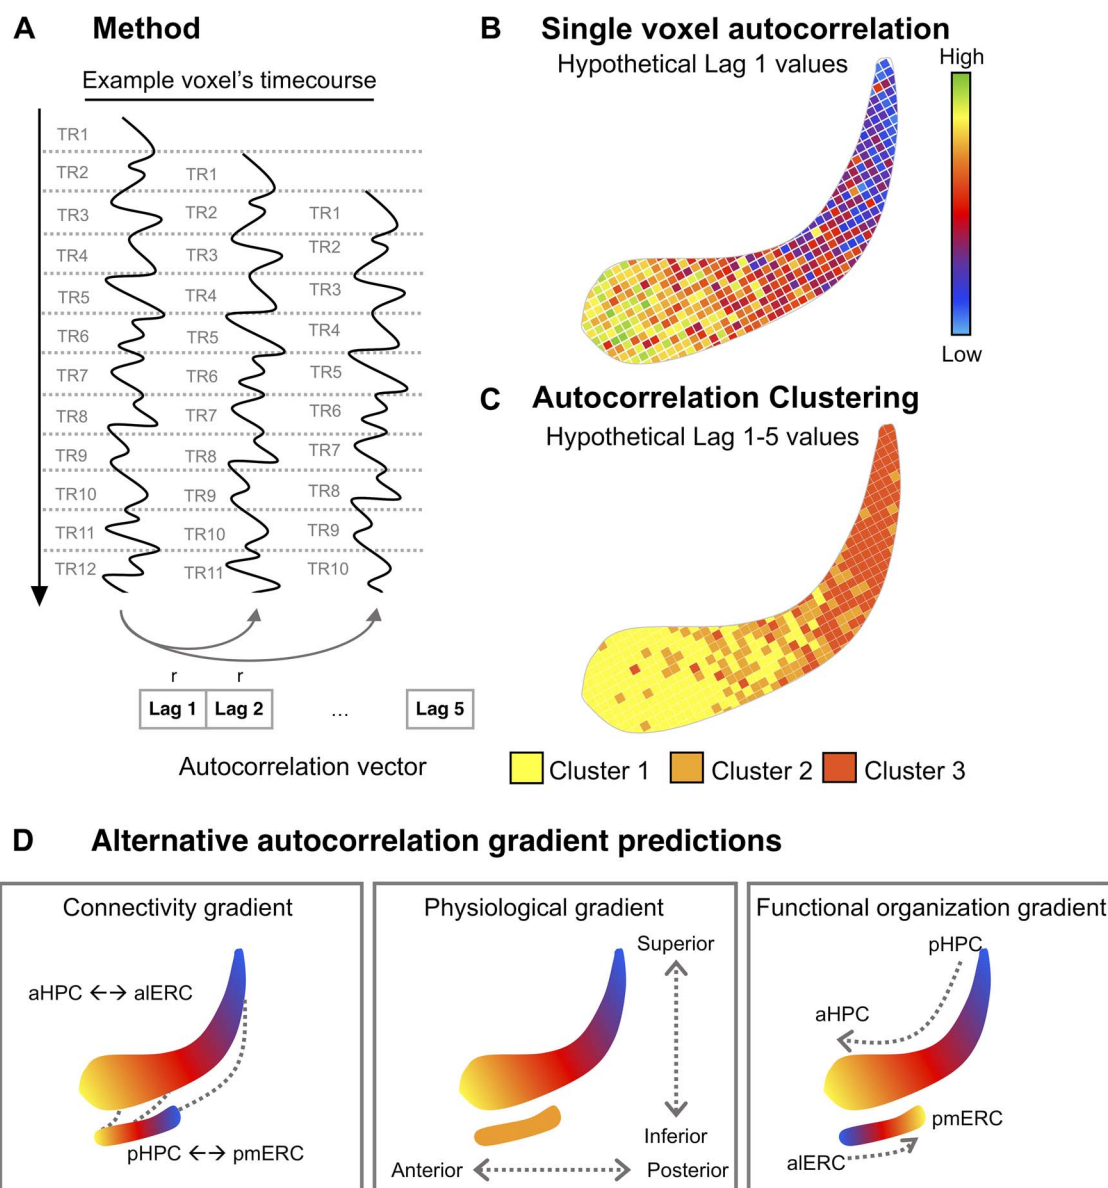 A Method
Example voxel's timecourse
TR1
TR2 TR1
TR3 TR2 TR1
TR4 TR3 TR2
TR5 TR4 TR3
TR6 TR5 TR4
TR7 TR6 TR5
TR8 TR7 TR6
TR9 TR8 TR7
TR10 TR9 TR8
TR11 TR10 TR9
TR12 TR11 TR10
r r
Lag 1 Lag 2 ... Lag 5
Autocorrelation vector
B Single voxel autocorrelation
Hypothetical Lag 1 values
High
Low
C Autocorrelation Clustering
Hypothetical Lag 1-5 values
Cluster 1 Cluster 2 Cluster 3
D Alternative autocorrelation gradient predictions
Connectivity gradient
aHPC ←→ alERC
pHPC ←→ pmERC
Physiological gradient
Superior
Inferior
Anterior Posterior
Functional organization gradient
pHPC
aHPC
pmERC
alERC